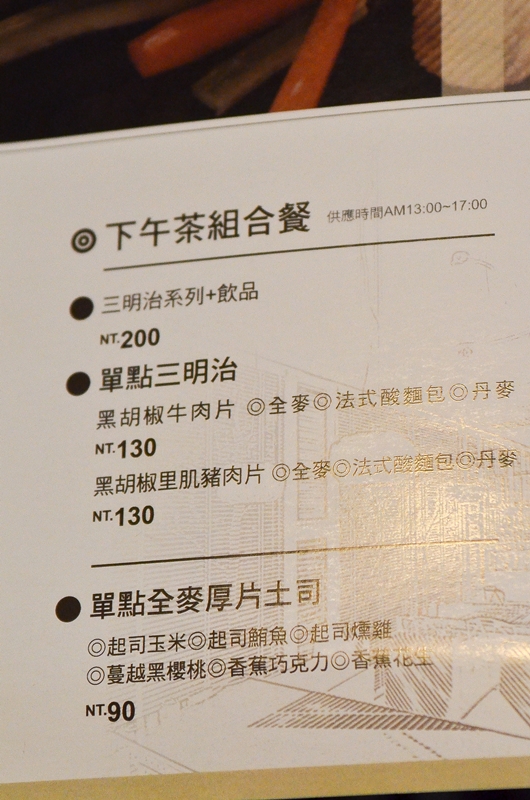 下午茶組合餐 供應時間AM13:00~17:00
三明治系列+飲品
NT.200
單點三明治
黑胡椒牛肉片 ◎全麥◎法式酸麵包◎丹麥
NT.130
黑胡椒里肌豬肉片 ◎全麥◎法式酸麵包◎丹麥
NT.130
單點全麥厚片土司
◎起司玉米◎起司鮪魚◎起司燻雞
◎蔓越黑櫻桃◎香蕉巧克力◎香蕉花生
NT.90